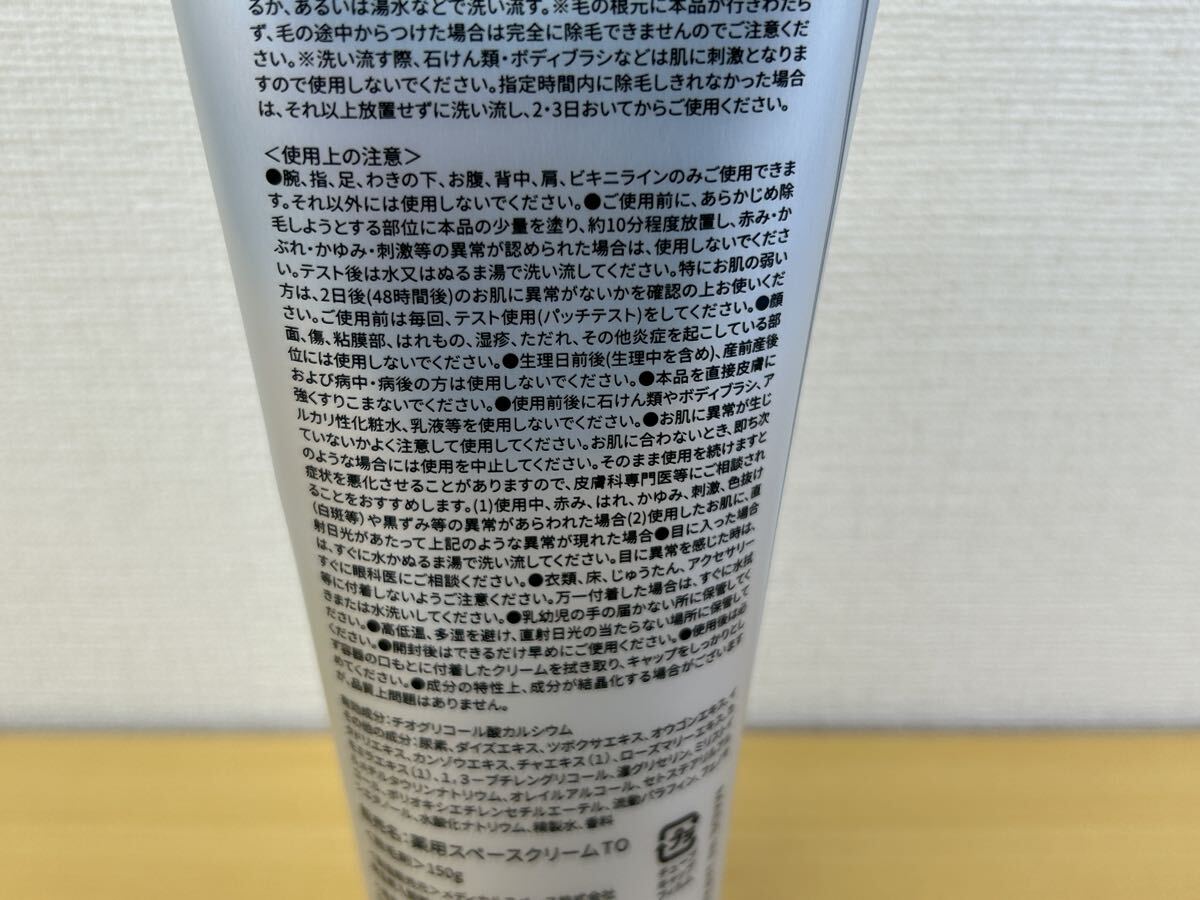 るか、あるいは湯水などで洗い流す。※毛の根元に本品が行きわたら
ず、毛の途中からつけた場合は完全に除毛できませんのでご注意くだ
さい。※洗い流す際、石けん類・ボディブラシなどは肌に刺激となりま
すので使用しないでください。指定時間内に除毛しきれなかった場合
は、それ以上放置せずに洗い流し、2・3日おいてからご使用ください。
＜使用上の注意＞
●腕、指、足、わきの下、お腹、背中、肩、ビキニラインのみご使用できま
す。それ以外には使用しないでください。●ご使用前に、あらかじめ除
毛しようとする部位に本品の少量を塗り、約10分程度放置し、赤み・か
ぶれ・かゆみ・刺激等の異常が認められた場合は、使用しないでくださ
い。テスト後は水又はぬるま湯で洗い流してください。特にお肌の弱い
方は、2日後(48時間後)のお肌に異常がないかを確認の上お使いくだ
さい。ご使用前は毎回、テスト使用(パッチテスト)をしてください。●顔
面、傷、粘膜部、はれもの、湿疹、ただれ、その他炎症を起こしている部
位には使用しないでください。●生理日前後(生理中を含め)、産前産後
および病中・病後の方は使用しないでください。●本品を直接皮膚に
強くすりこまないでください。●使用前後に石けん類やボディブラシ、ア
ルカリ性化粧水、乳液等を使用しないでください。●お肌に異常が生じ
ていないかよく注意して使用してください。お肌に合わないとき、即ち次
のような場合には使用を中止してください。そのまま使用を続けますと
症状を悪化させることがありますので、皮膚科専門医等にご相談され
ることをおすすめします。(1)使用中、赤み、はれ、かゆみ、刺激、色抜け
(白斑等)や黒ずみ等の異常があらわれた場合(2)使用したお肌に、直
射日光があたって上記のような異常が現れた場合●目に入った場合
は、すぐに水かぬるま湯で洗い流してください。目に異常を感じた時は、
すぐに眼科医にご相談ください。●衣類、床、じゅうたん、アクセサリー
等に付着しないようご注意ください。万一付着した場合は、すぐに水拭
きまたは水洗いしてください。●乳幼児の手の届かない所に保管してく
ださい。●高低温、多湿を避け、直射日光の当たらない場所に保管して
ください。●開封後はできるだけ早めにご使用ください。●使用後は必
ず容器の口もとに付着したクリームを拭き取り、キャップをしっかりとし
めてください。●成分の特性上、成分が結晶化する場合がございます
が、品質上問題はありません。
有効成分:チオグリコール酸カルシウム
その他の成分:尿素、ダイズエキス、ツボクサエキス、オウゴンエキス、イ
タドリエキス、カンゾウエキス、チャエキス(1)、ローズマリーエキス、カ
モミラエキス(1)、1,3－ブチレングリコール、濃グリセリン、ミリスト
メチルタウリンナトリウム、オレイルアルコール、セトステアリル
ポリオキシエチレンセチルエーテル、流動パラフィン、
エタノール、水酸化ナトリウム、精製水、香料
:薬用スペースクリームTO
＞150g
プラ